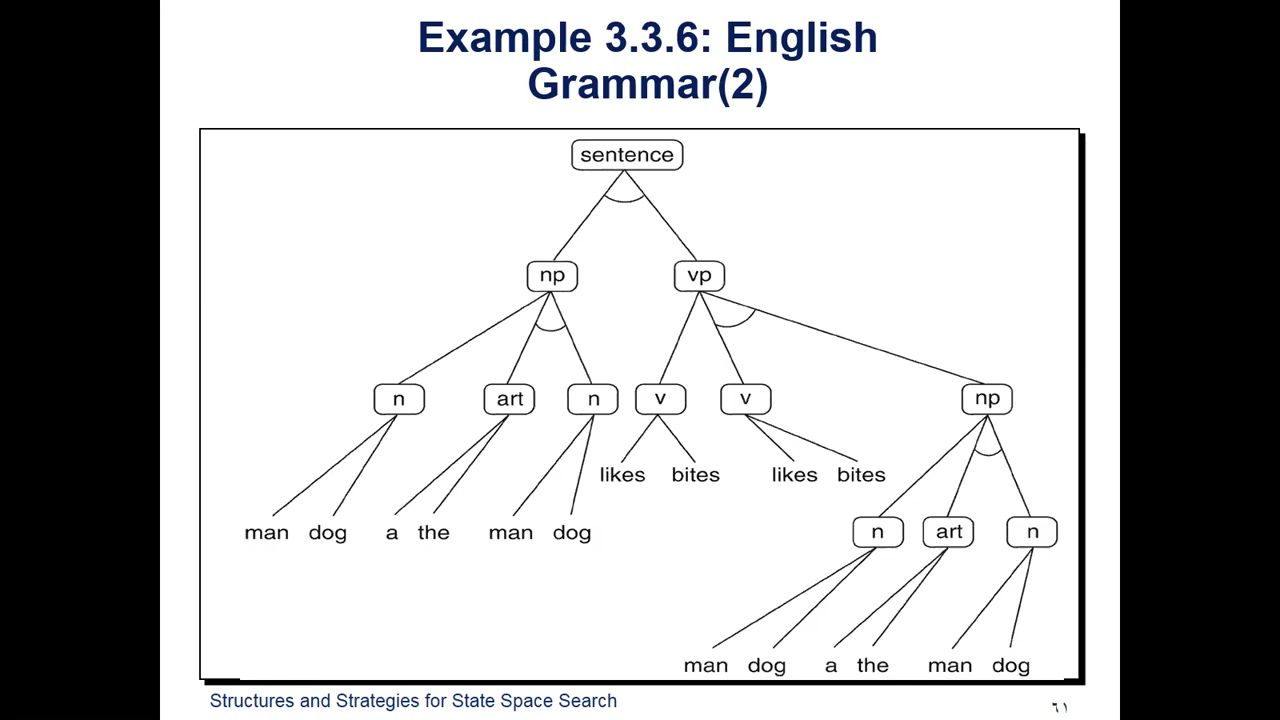 Example 3.3.6: English
Grammar(2)
sentence
np vp
n art n v v np
likes bites likes bites
man dog a the man dog
n art n
man dog a the man dog
Structures and Strategies for State Space Search
٦١